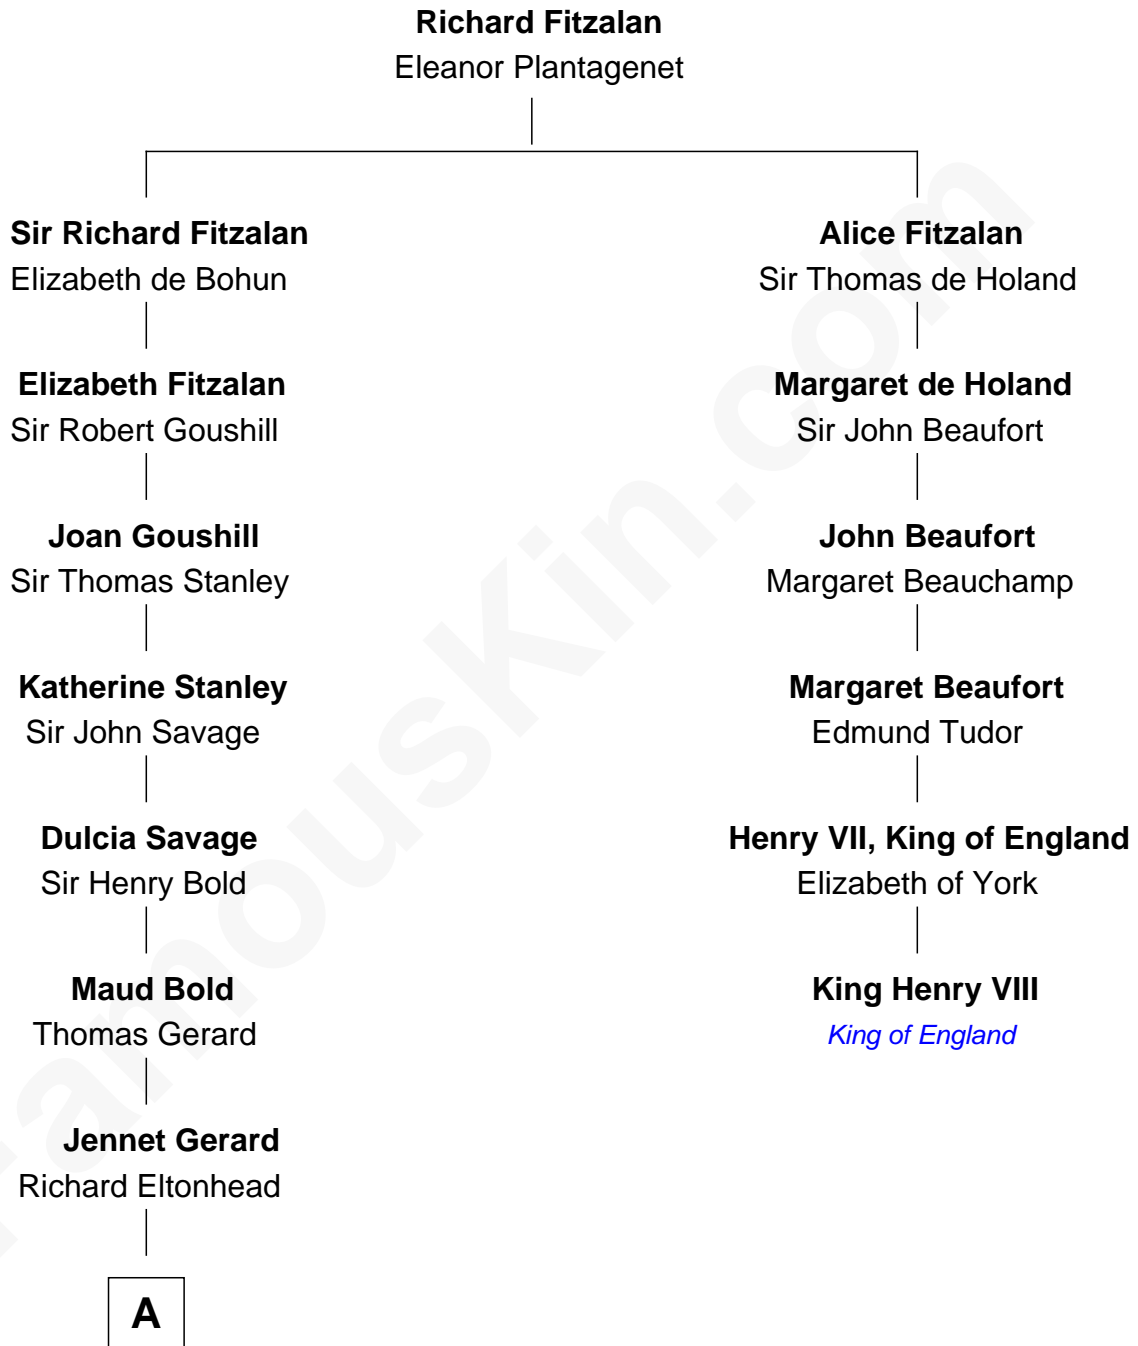 Richard Fitzalan
Eleanor Plantagenet
Sir Richard Fitzalan
Elizabeth de Bohun
Elizabeth Fitzalan
Sir Robert Goushill
Joan Goushill
Sir Thomas Stanley
Katherine Stanley
Sir John Savage
Dulcia Savage
Sir Henry Bold
Maud Bold
Thomas Gerard
Jennet Gerard
Richard Eltonhead
A
Alice Fitzalan
Sir Thomas de Holand
Margaret de Holand
Sir John Beaufort
John Beaufort
Margaret Beauchamp
Margaret Beaufort
Edmund Tudor
Henry VII, King of England
Elizabeth of York
King Henry VIII
King of England
FamousKin.com